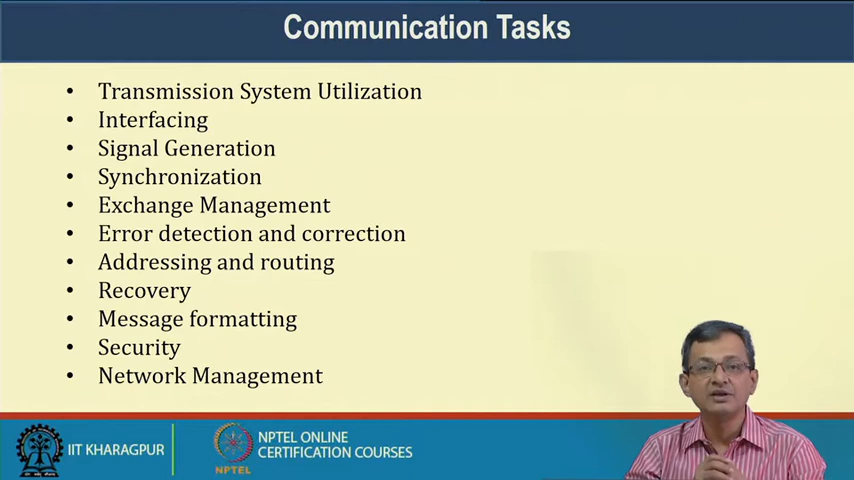 Communication Tasks
• Transmission System Utilization
• Interfacing
• Signal Generation
• Synchronization
• Exchange Management
• Error detection and correction
• Addressing and routing
• Recovery
• Message formatting
• Security
• Network Management
IIT KHARAGPUR
NPTEL ONLINE
CERTIFICATION COURSES
NPTEL